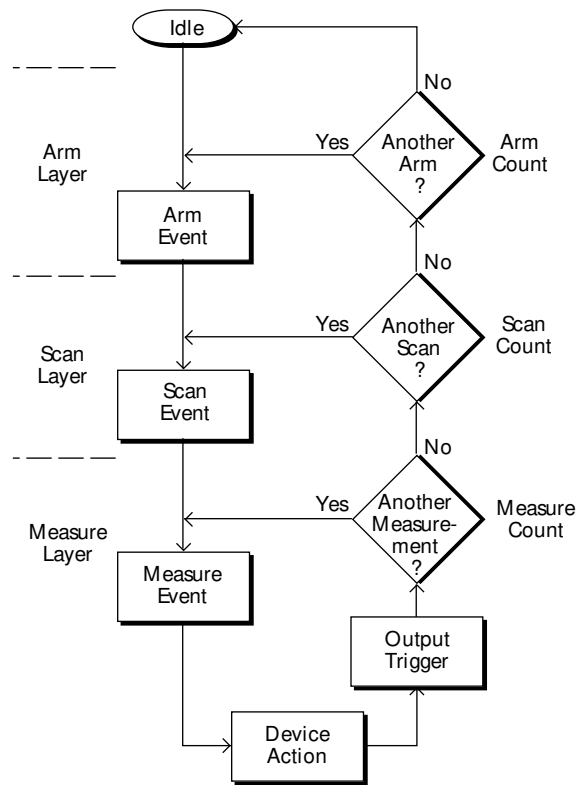 Idle
No
Arm
Layer
Yes
Another
Arm
?
Arm
Count
Arm
Event
No
Scan
Layer
Yes
Another
Scan
?
Scan
Count
Scan
Event
No
Measure
Layer
Yes
Another
Measure-
ment
?
Measure
Count
Measure
Event
Output
Trigger
Device
Action